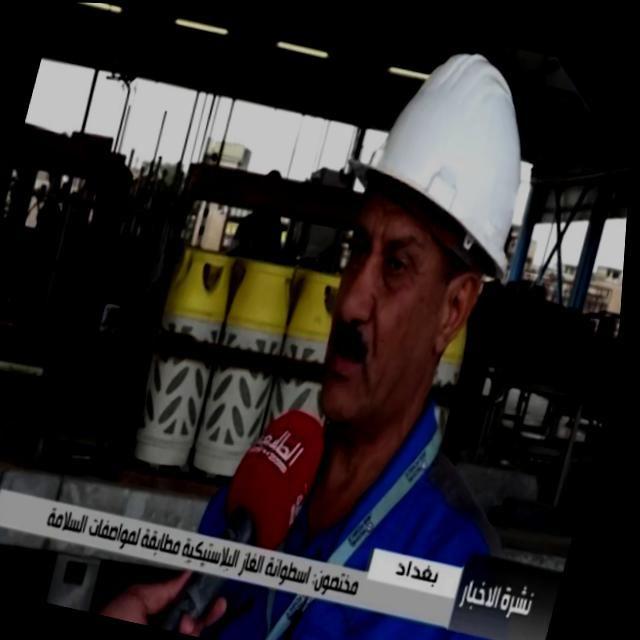 الطليعة
بغداد
نشرة الاخبار
مختصون: اسطوانة الغاز البلاستيكية مطابقة لمواصفات السلامة